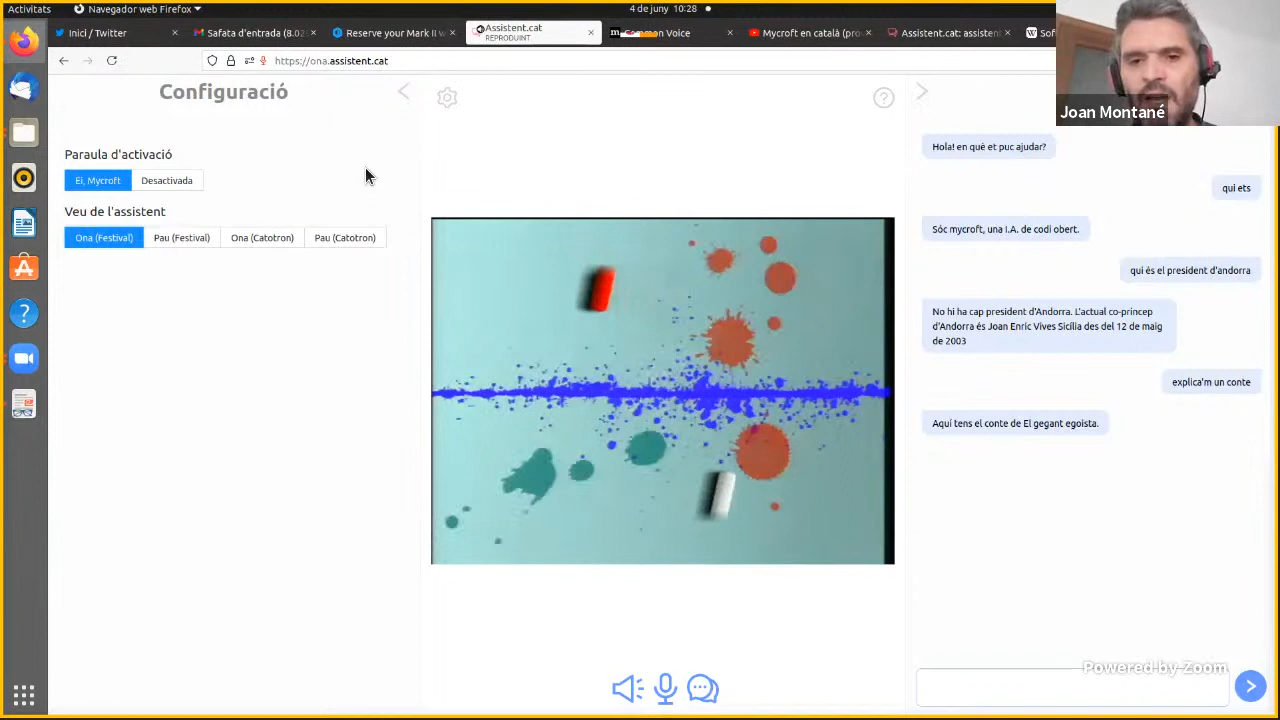 Activitats
Navegador web Firefox
4 de juny 10:28
Inici / Twitter
Safata d'entrada (8.02
Reserve your Mark II w
Assistent.cat
REPRODUINT
Common Voice
Mycroft en català (pro
Assistent.cat: assisten
Sof
https://ona.assistent.cat
Joan Montané
Configuració
Paraula d'activació
Ei, Mycroft
Desactivada
Veu de l'assistent
Ona (Festival)
Pau (Festival)
Ona (Catotron)
Pau (Catotron)
Hola! en què et puc ajudar?
qui ets
Sóc mycroft, una I.A. de codi obert.
qui és el president d'andorra
No hi ha cap president d'Andorra. L'actual co-príncep
d'Andorra és Joan Enric Vives Sicília des del 12 de maig
de 2003
explica'm un conte
Aquí tens el conte de El gegant egoista.
Powered by Zoom